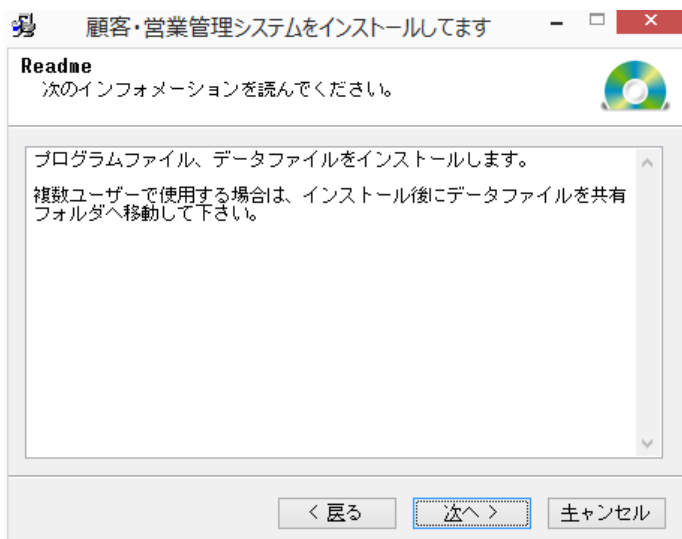 顧客・営業管理システムをインストールしてます
Readme
次のインフォメーションを読んでください。
プログラムファイル、データファイルをインストールします。
複数ユーザーで使用する場合は、インストール後にデータファイルを共有
フォルダへ移動して下さい。
< 戻る
次へ >
キャンセル